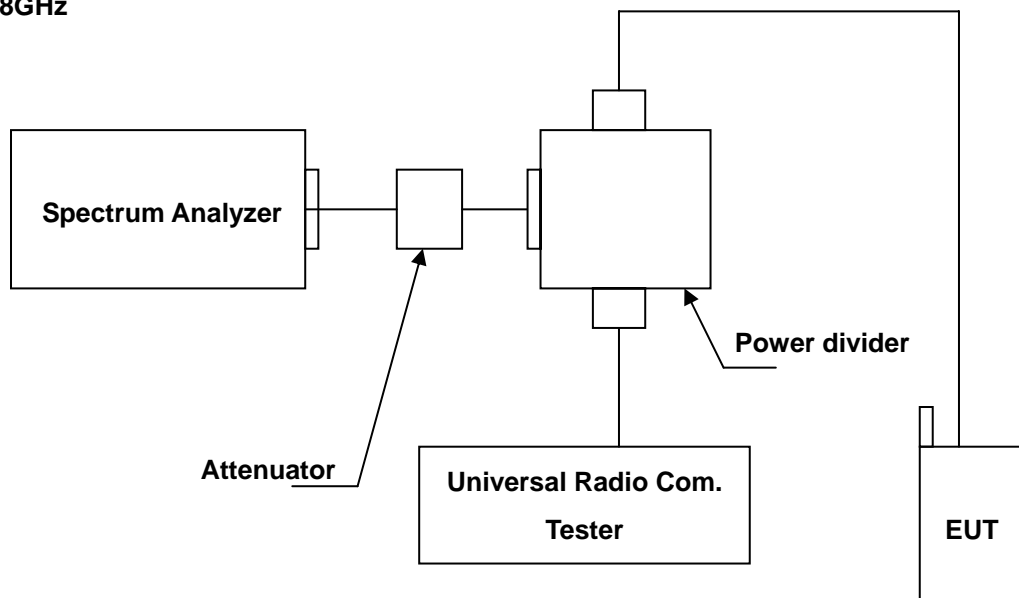 8GHz
Spectrum Analyzer
Power divider
Attenuator
Universal Radio Com.
Tester
EUT